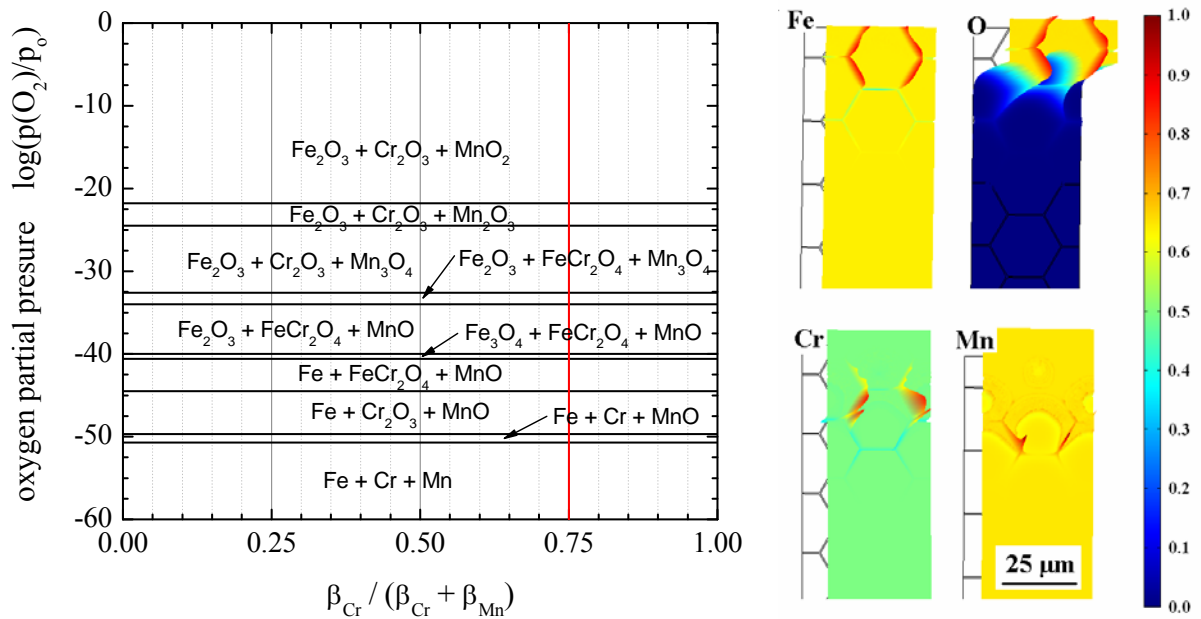 oxygen partial presure log(p(O2)/po)
0
-10
-20
-30
-40
-50
-60
Fe2O3 + Cr2O3 + MnO2
Fe2O3 + Cr2O3 + Mn2O3
Fe2O3 + Cr2O3 + Mn3O4
Fe2O3 + FeCr2O4 + Mn3O4
Fe2O3 + FeCr2O4 + MnO
Fe3O4 + FeCr2O4 + MnO
Fe + FeCr2O4 + MnO
Fe + Cr2O3 + MnO
Fe + Cr + MnO
Fe + Cr + Mn
0.00 0.25 0.50 0.75 1.00
βCr / (βCr + βMn)
Fe
O
Cr
Mn
25 µm
1.0
0.9
0.8
0.7
0.6
0.5
0.4
0.3
0.2
0.1
0.0